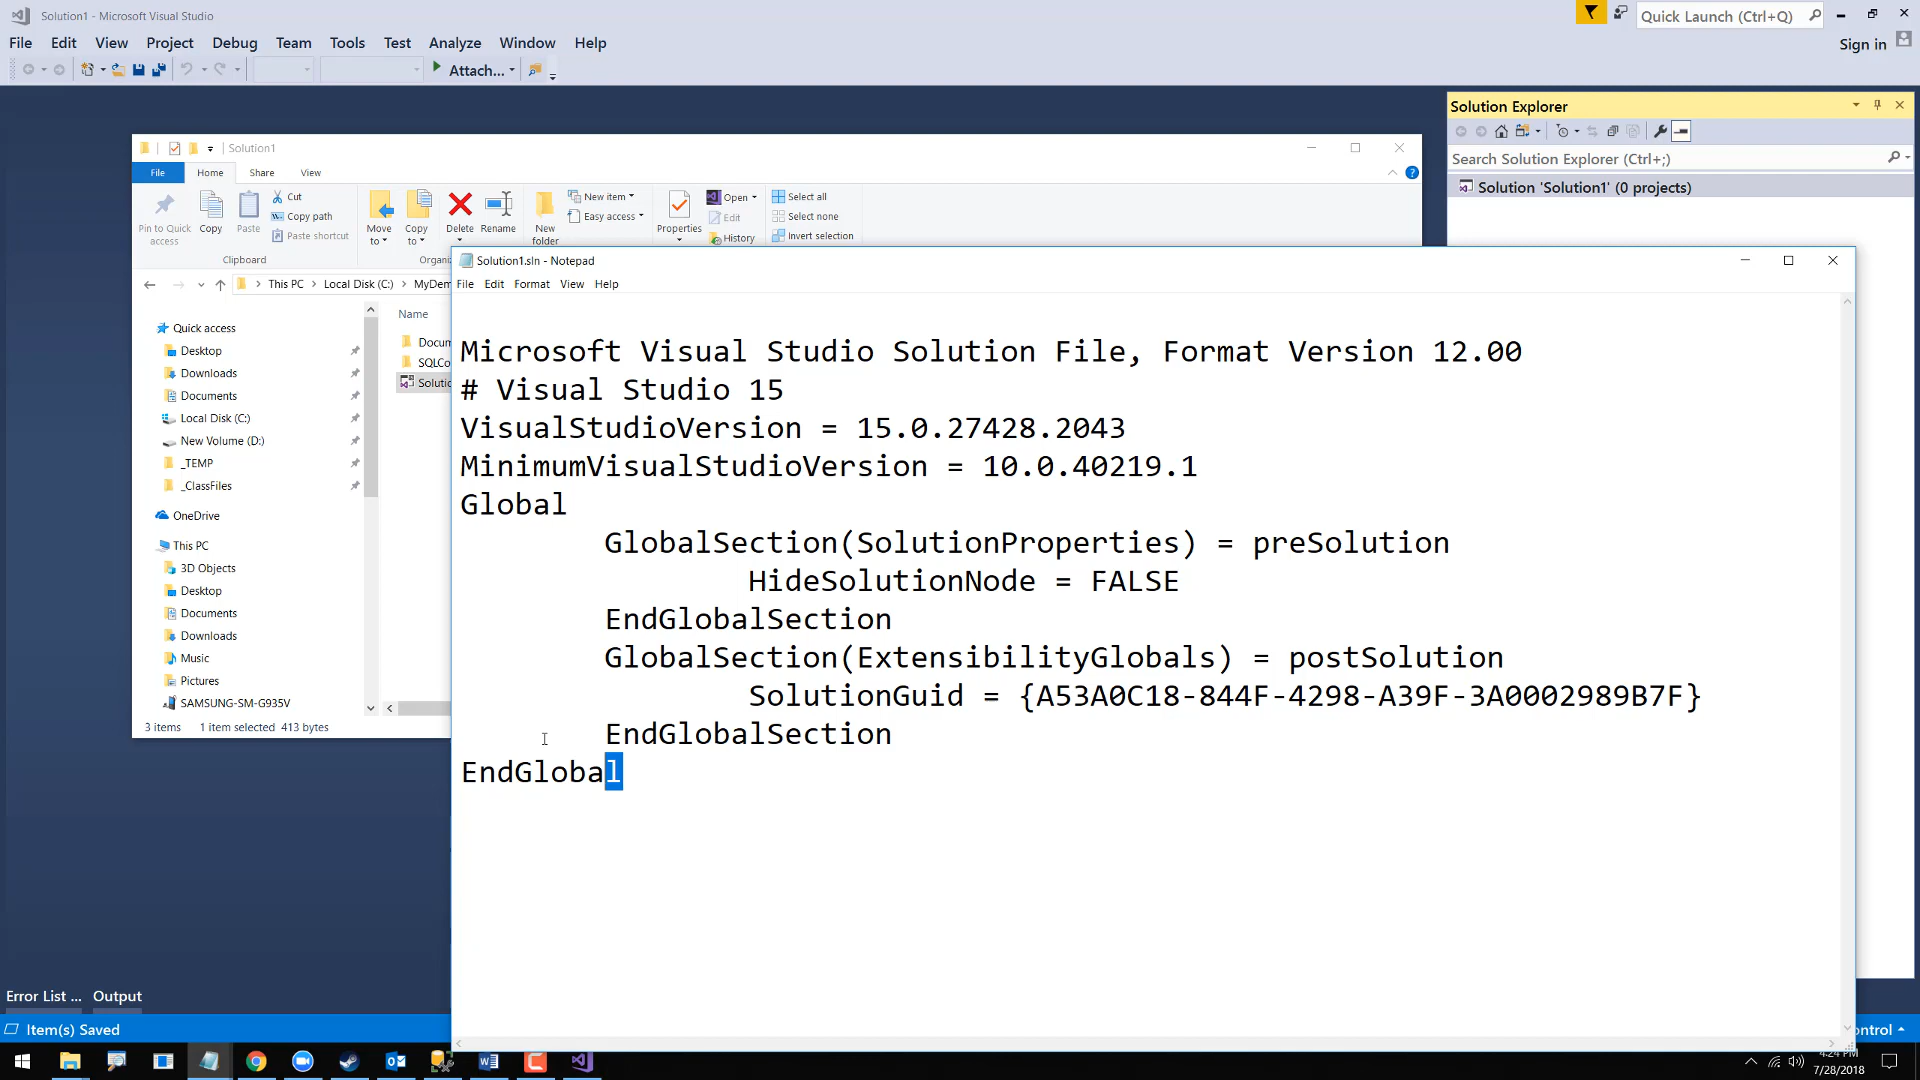 Solution1 - Microsoft Visual Studio
Quick Launch (Ctrl+Q)
File Edit View Project Debug Team Tools Test Analyze Window Help
Sign in
Attach...
Solution Explorer
Search Solution Explorer (Ctrl+;)
Solution 'Solution1' (0 projects)
Solution1
File Home Share View
Pin to Quick access
Copy
Paste
Cut
Copy path
Paste shortcut
Clipboard
Move to
Copy to
Delete
Rename
New folder
New item
Easy access
Properties
Open
Edit
History
Select all
Select none
Invert selection
This PC > Local Disk (C:) >
Name
Quick access
Desktop
Downloads
Documents
Local Disk (C:)
New Volume (D:)
_TEMP
_ClassFiles
OneDrive
This PC
3D Objects
Desktop
Documents
Downloads
Music
Pictures
SAMSUNG-SM-G935V
3 items 1 item selected 413 bytes
Solution1.sln - Notepad
File Edit Format View Help
Microsoft Visual Studio Solution File, Format Version 12.00
# Visual Studio 15
VisualStudioVersion = 15.0.27428.2043
MinimumVisualStudioVersion = 10.0.40219.1
Global
GlobalSection(SolutionProperties) = preSolution
HideSolutionNode = FALSE
EndGlobalSection
GlobalSection(ExtensibilityGlobals) = postSolution
SolutionGuid = {A53A0C18-844F-4298-A39F-3A0002989B7F}
EndGlobalSection
EndGlobal
Error List ... Output
Item(s) Saved
4:24 PM
7/28/2018